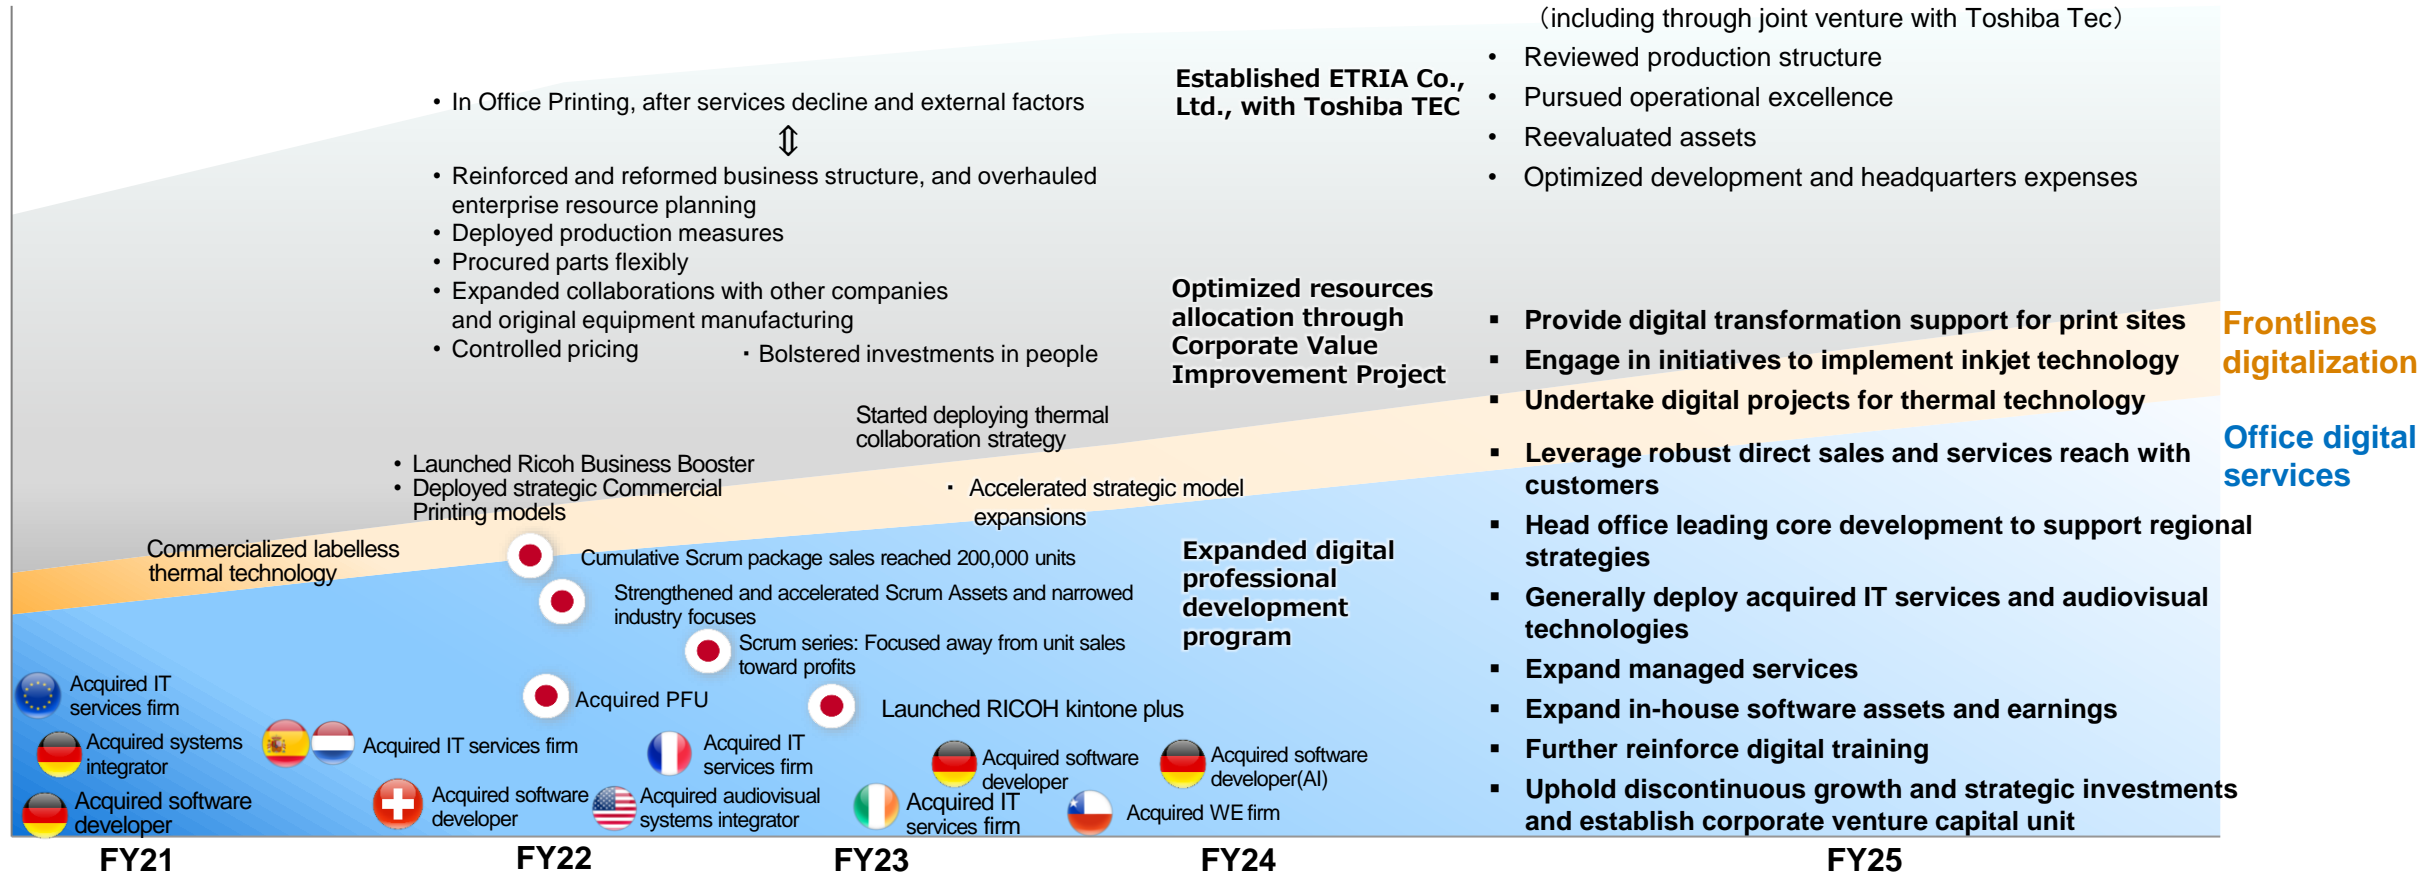 （including through joint venture with Toshiba Tec）
• Reviewed production structure
• Pursued operational excellence
• Reevaluated assets
• Optimized development and headquarters expenses
Established ETRIA Co.,
Ltd., with Toshiba TEC
• In Office Printing, after services decline and external factors
⇕
• Reinforced and reformed business structure, and overhauled
enterprise resource planning
• Deployed production measures
• Procured parts flexibly
• Expanded collaborations with other companies
and original equipment manufacturing
• Controlled pricing
・Bolstered investments in people
Optimized resources
allocation through
Corporate Value
Improvement Project
▪ Provide digital transformation support for print sites
▪ Engage in initiatives to implement inkjet technology
▪ Undertake digital projects for thermal technology
Frontlines
digitalization
Started deploying thermal
collaboration strategy
• Launched Ricoh Business Booster
• Deployed strategic Commercial
Printing models
・ Accelerated strategic model
expansions
Commercialized labelless
thermal technology
Office digital
services
▪ Leverage robust direct sales and services reach with
customers
▪ Head office leading core development to support regional
strategies
▪ Generally deploy acquired IT services and audiovisual
technologies
▪ Expand managed services
▪ Expand in-house software assets and earnings
▪ Further reinforce digital training
▪ Uphold discontinuous growth and strategic investments
and establish corporate venture capital unit
Cumulative Scrum package sales reached 200,000 units
Strengthened and accelerated Scrum Assets and narrowed
industry focuses
Scrum series: Focused away from unit sales
toward profits
Expanded digital
professional
development
program
Acquired IT
services firm
Acquired PFU
Launched RICOH kintone plus
Acquired systems
integrator
Acquired IT services firm
Acquired IT
services firm
Acquired software
developer
Acquired software
developer(AI)
Acquired software
developer
Acquired software
developer
Acquired audiovisual
systems integrator
Acquired IT
services firm
Acquired WE firm
FY21
FY22
FY23
FY24
FY25